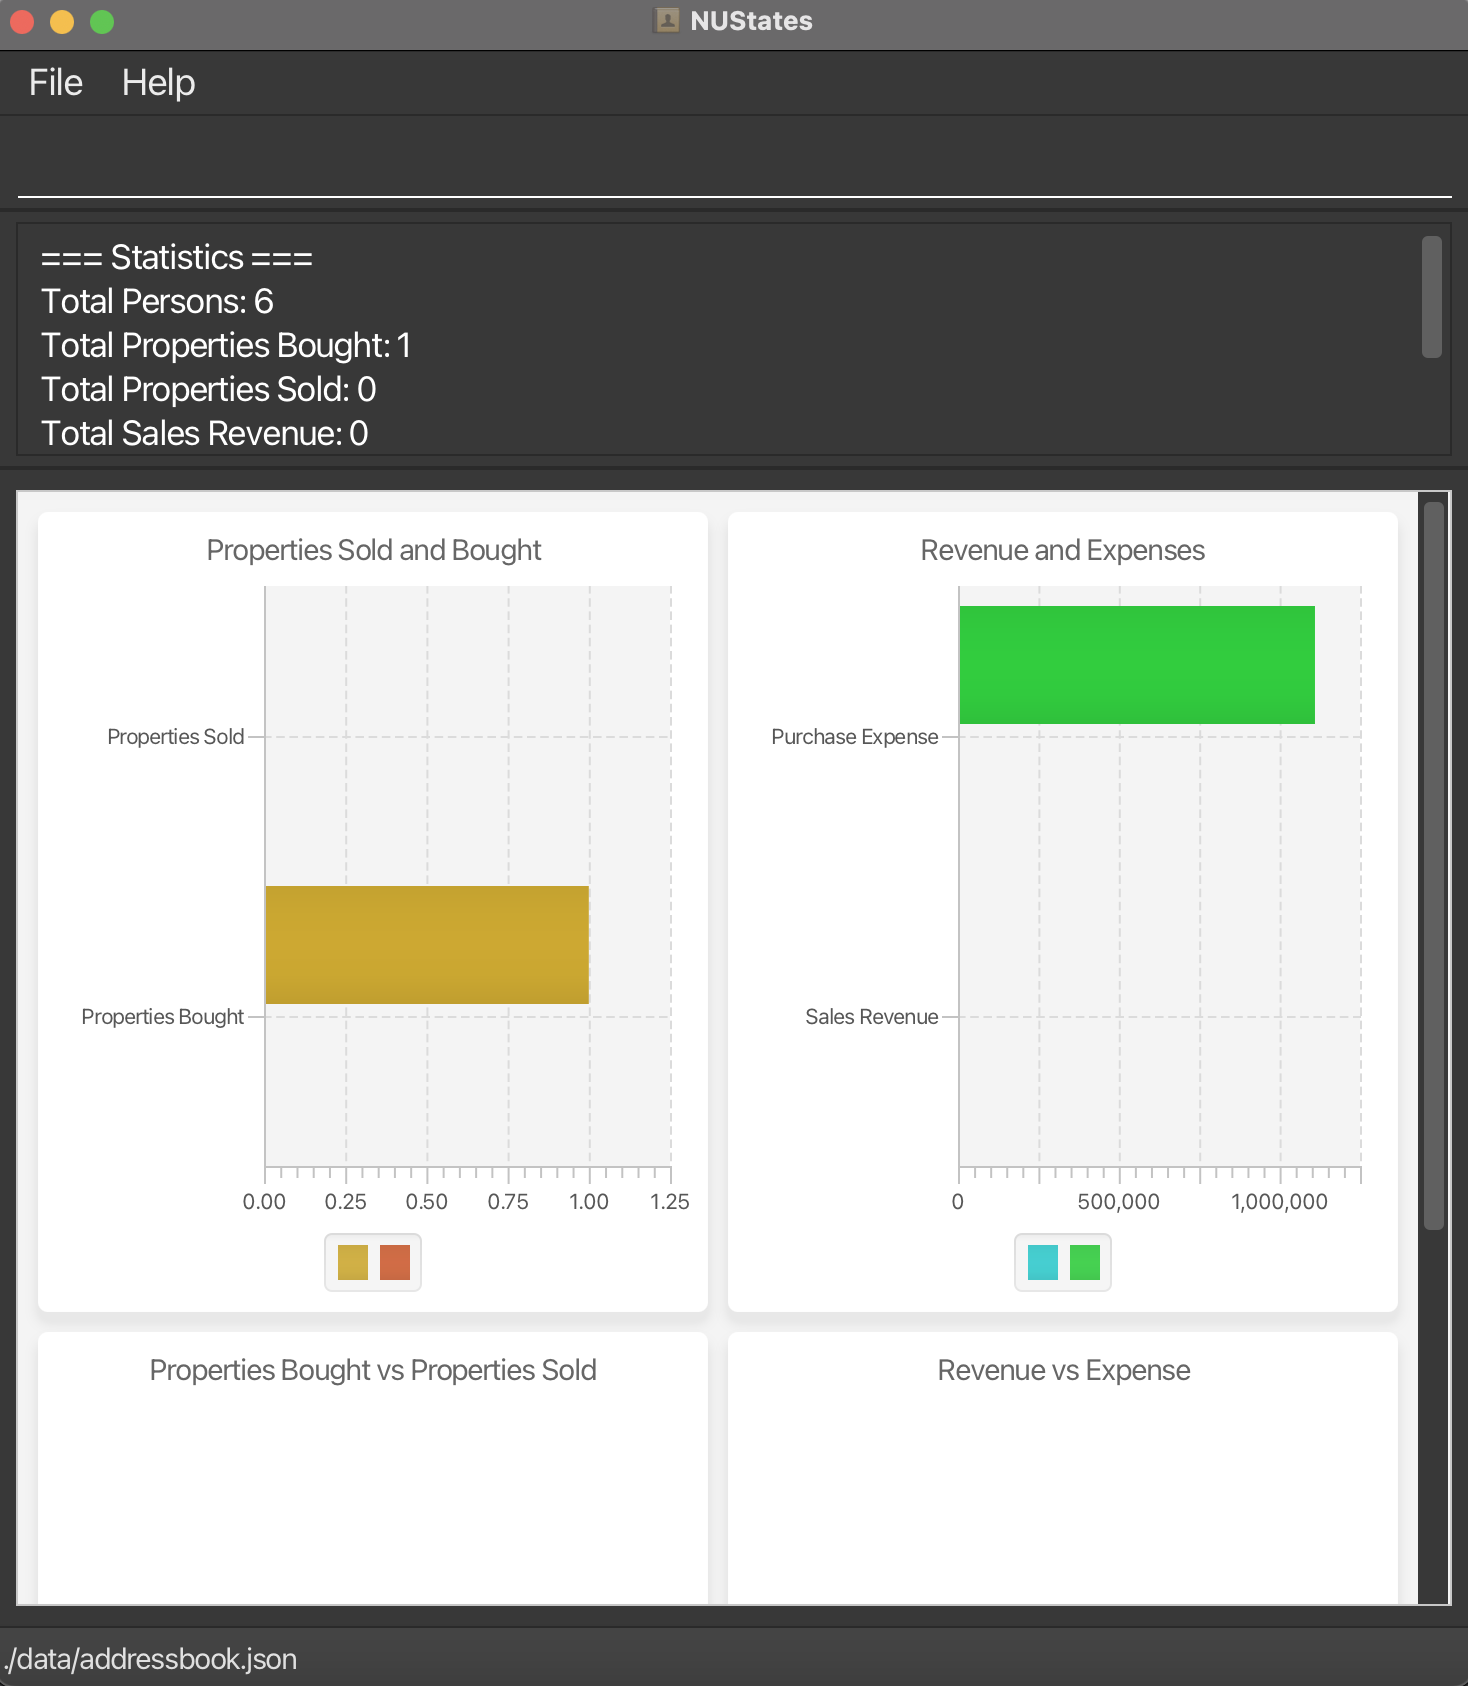 NUStates
File Help
=== Statistics ===
Total Persons: 6
Total Properties Bought: 1
Total Properties Sold: 0
Total Sales Revenue: 0
Properties Sold and Bought
Properties Sold
Properties Bought
0.00 0.25 0.50 0.75 1.00 1.25
Revenue and Expenses
Purchase Expense
Sales Revenue
0 500,000 1,000,000
Properties Bought vs Properties Sold
Revenue vs Expense
./data/addressbook.json